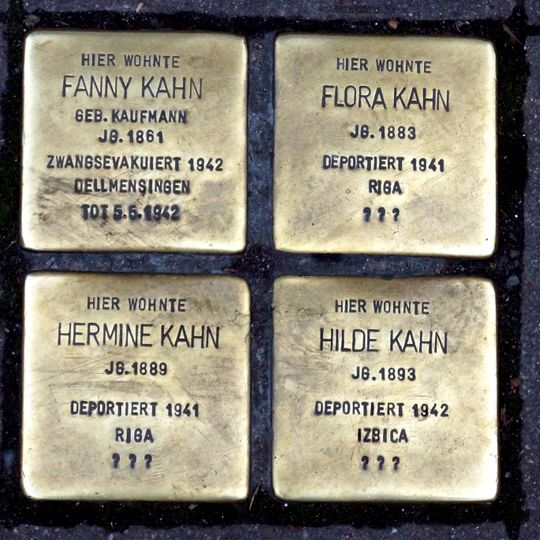 HIER WOHNTE
FANNY KAHN
GEB. KAUFMANN
JG. 1861
ZWANGSEVAKUIERT 1942
DELLMENSINGEN
TOT 5.6.1942
HIER WOHNTE
FLORA KAHN
JG. 1883
DEPORTIERT 1941
RIGA
? ? ?
HIER WOHNTE
HERMINE KAHN
JG. 1889
DEPORTIERT 1941
RIGA
? ? ?
HIER WOHNTE
HILDE KAHN
JG. 1893
DEPORTIERT 1942
IZBICA
? ? ?